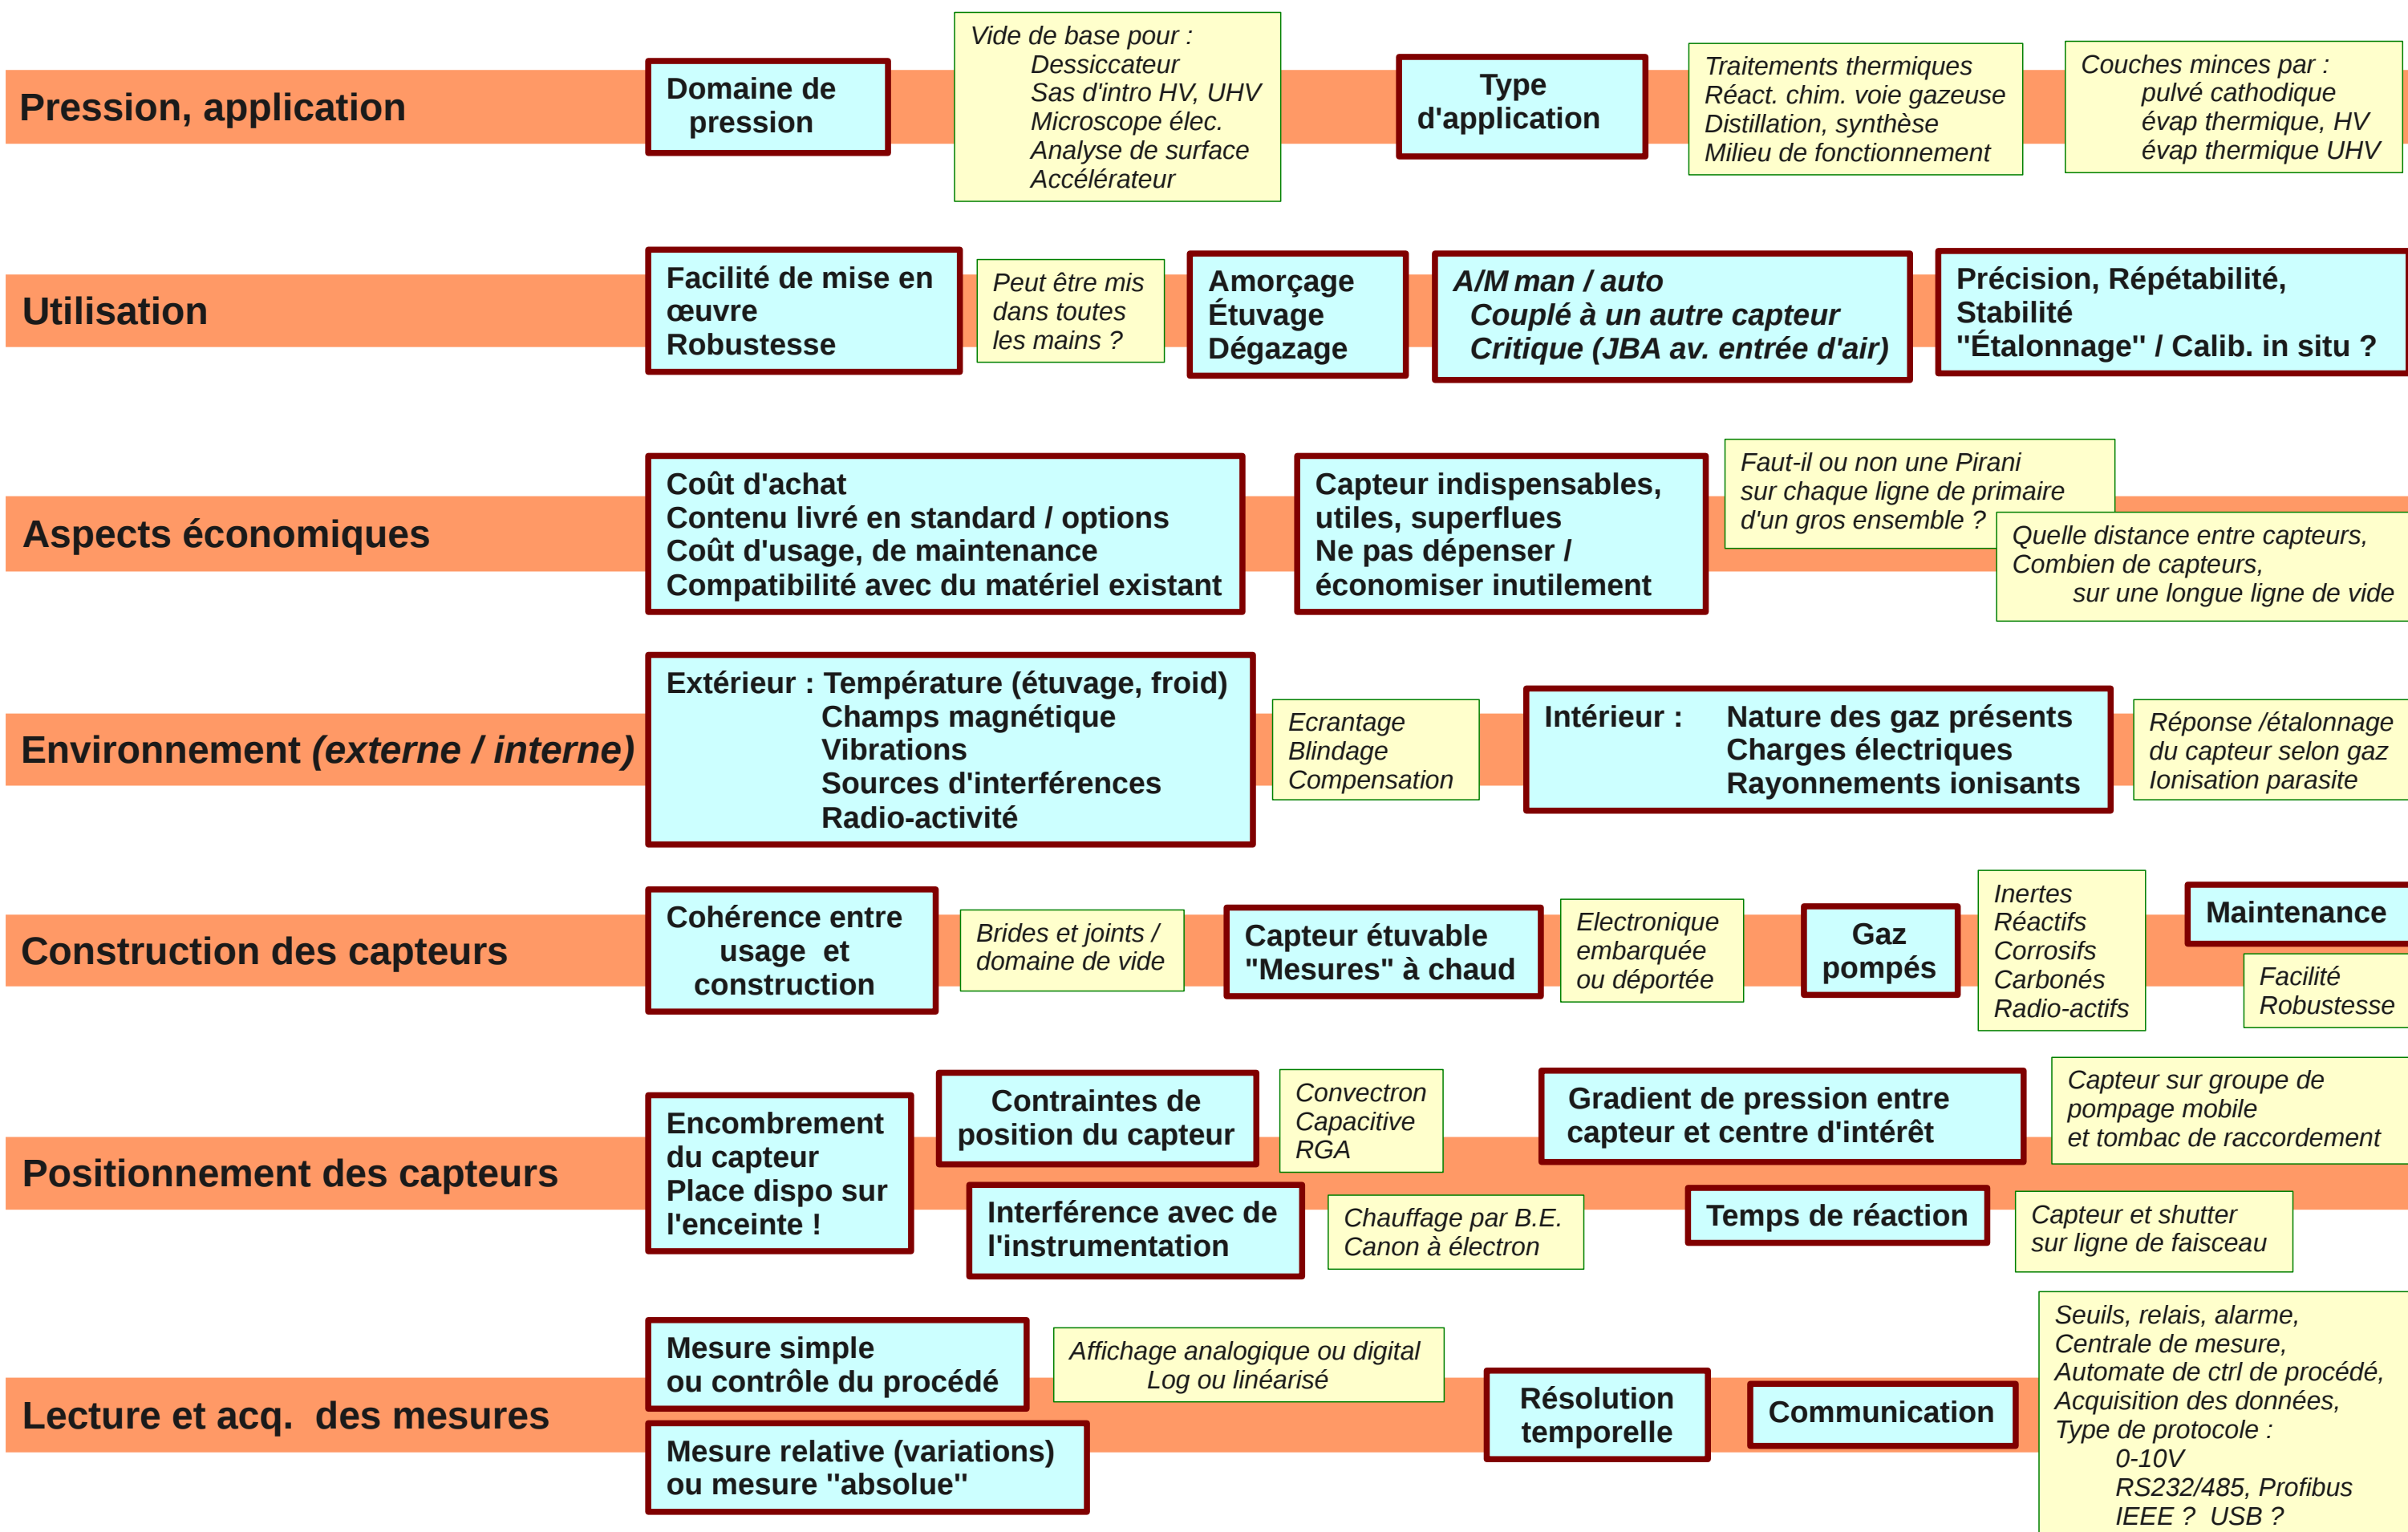 Pression, application
Domaine de
pression
Vide de base pour :
Dessiccateur
Sas d'intro HV, UHV
Microscope élec.
Analyse de surface
Accélérateur
Type
d'application
Traitements thermiques
Réact. chim. voie gazeuse
Distillation, synthèse
Milieu de fonctionnement
Couches minces par :
pulvé cathodique
évap thermique, HV
évap thermique UHV
Utilisation
Facilité de mise en
œuvre
Robustesse
Peut être mis
dans toutes
les mains ?
Amorçage
Étuvage
Dégazage
A/M man / auto
Couplé à un autre capteur
Critique (JBA av. entrée d'air)
Précision, Répétabilité,
Stabilité
"Étalonnage" / Calib. in situ ?
Aspects économiques
Coût d'achat
Contenu livré en standard / options
Coût d'usage, de maintenance
Compatibilité avec du matériel existant
Capteur indispensables,
utiles, superflues
Ne pas dépenser /
économiser inutilement
Faut-il ou non une Pirani
sur chaque ligne de primaire
d'un gros ensemble ?
Quelle distance entre capteurs,
Combien de capteurs,
sur une longue ligne de vide
Environnement (externe / interne)
Extérieur : Température (étuvage, froid)
Champs magnétique
Vibrations
Sources d'interférences
Radio-activité
Ecrantage
Blindage
Compensation
Intérieur : Nature des gaz présents
Charges électriques
Rayonnements ionisants
Réponse /étalonnage
du capteur selon gaz
Ionisation parasite
Construction des capteurs
Cohérence entre
usage et
construction
Brides et joints /
domaine de vide
Capteur étuvable
"Mesures" à chaud
Electronique
embarquée
ou déportée
Gaz
pompés
Inertes
Réactifs
Corrosifs
Carbonés
Radio-actifs
Maintenance
Facilité
Robustesse
Positionnement des capteurs
Encombrement
du capteur
Place dispo sur
l'enceinte !
Contraintes de
position du capteur
Convectron
Capacitive
RGA
Gradient de pression entre
capteur et centre d'intérêt
Capteur sur groupe de
pompage mobile
et tombac de raccordement
Interférence avec de
l'instrumentation
Chauffage par B.E.
Canon à électron
Temps de réaction
Capteur et shutter
sur ligne de faisceau
Lecture et acq. des mesures
Mesure simple
ou contrôle du procédé
Affichage analogique ou digital
Log ou linéarisé
Mesure relative (variations)
ou mesure "absolue"
Résolution
temporelle
Communication
Seuils, relais, alarme,
Centrale de mesure,
Automate de ctrl de procédé,
Acquisition des données,
Type de protocole :
0-10V
RS232/485, Profibus
IEEE ? USB ?